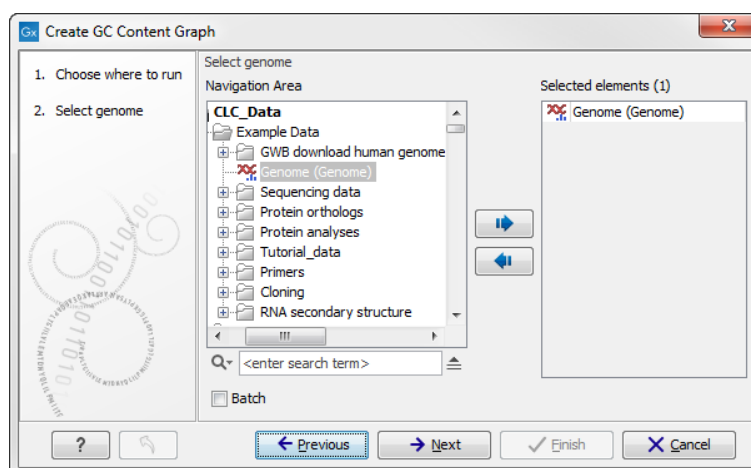 Gx Create GC Content Graph
1. Choose where to run
2. Select genome
Select genome
Navigation Area
CLC_Data
Example Data
GWB download human genome
Genome (Genome)
Sequencing data
Protein orthologs
Protein analyses
Tutorial_data
Primers
Cloning
RNA secondary structure
<enter search term>
Batch
Selected elements (1)
Genome (Genome)
?
Previous
Next
Finish
Cancel